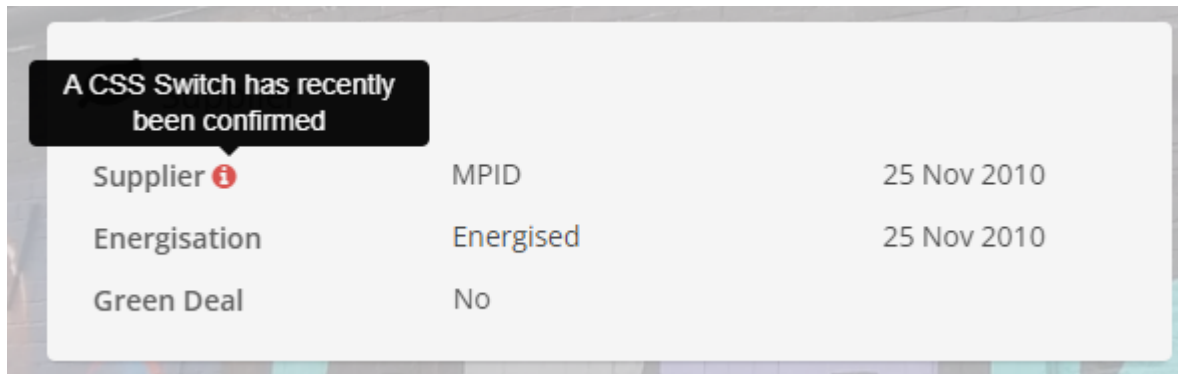 A CSS Switch has recently
been confirmed
Supplier
Supplier MPID 25 Nov 2010
Energisation Energised 25 Nov 2010
Green Deal No